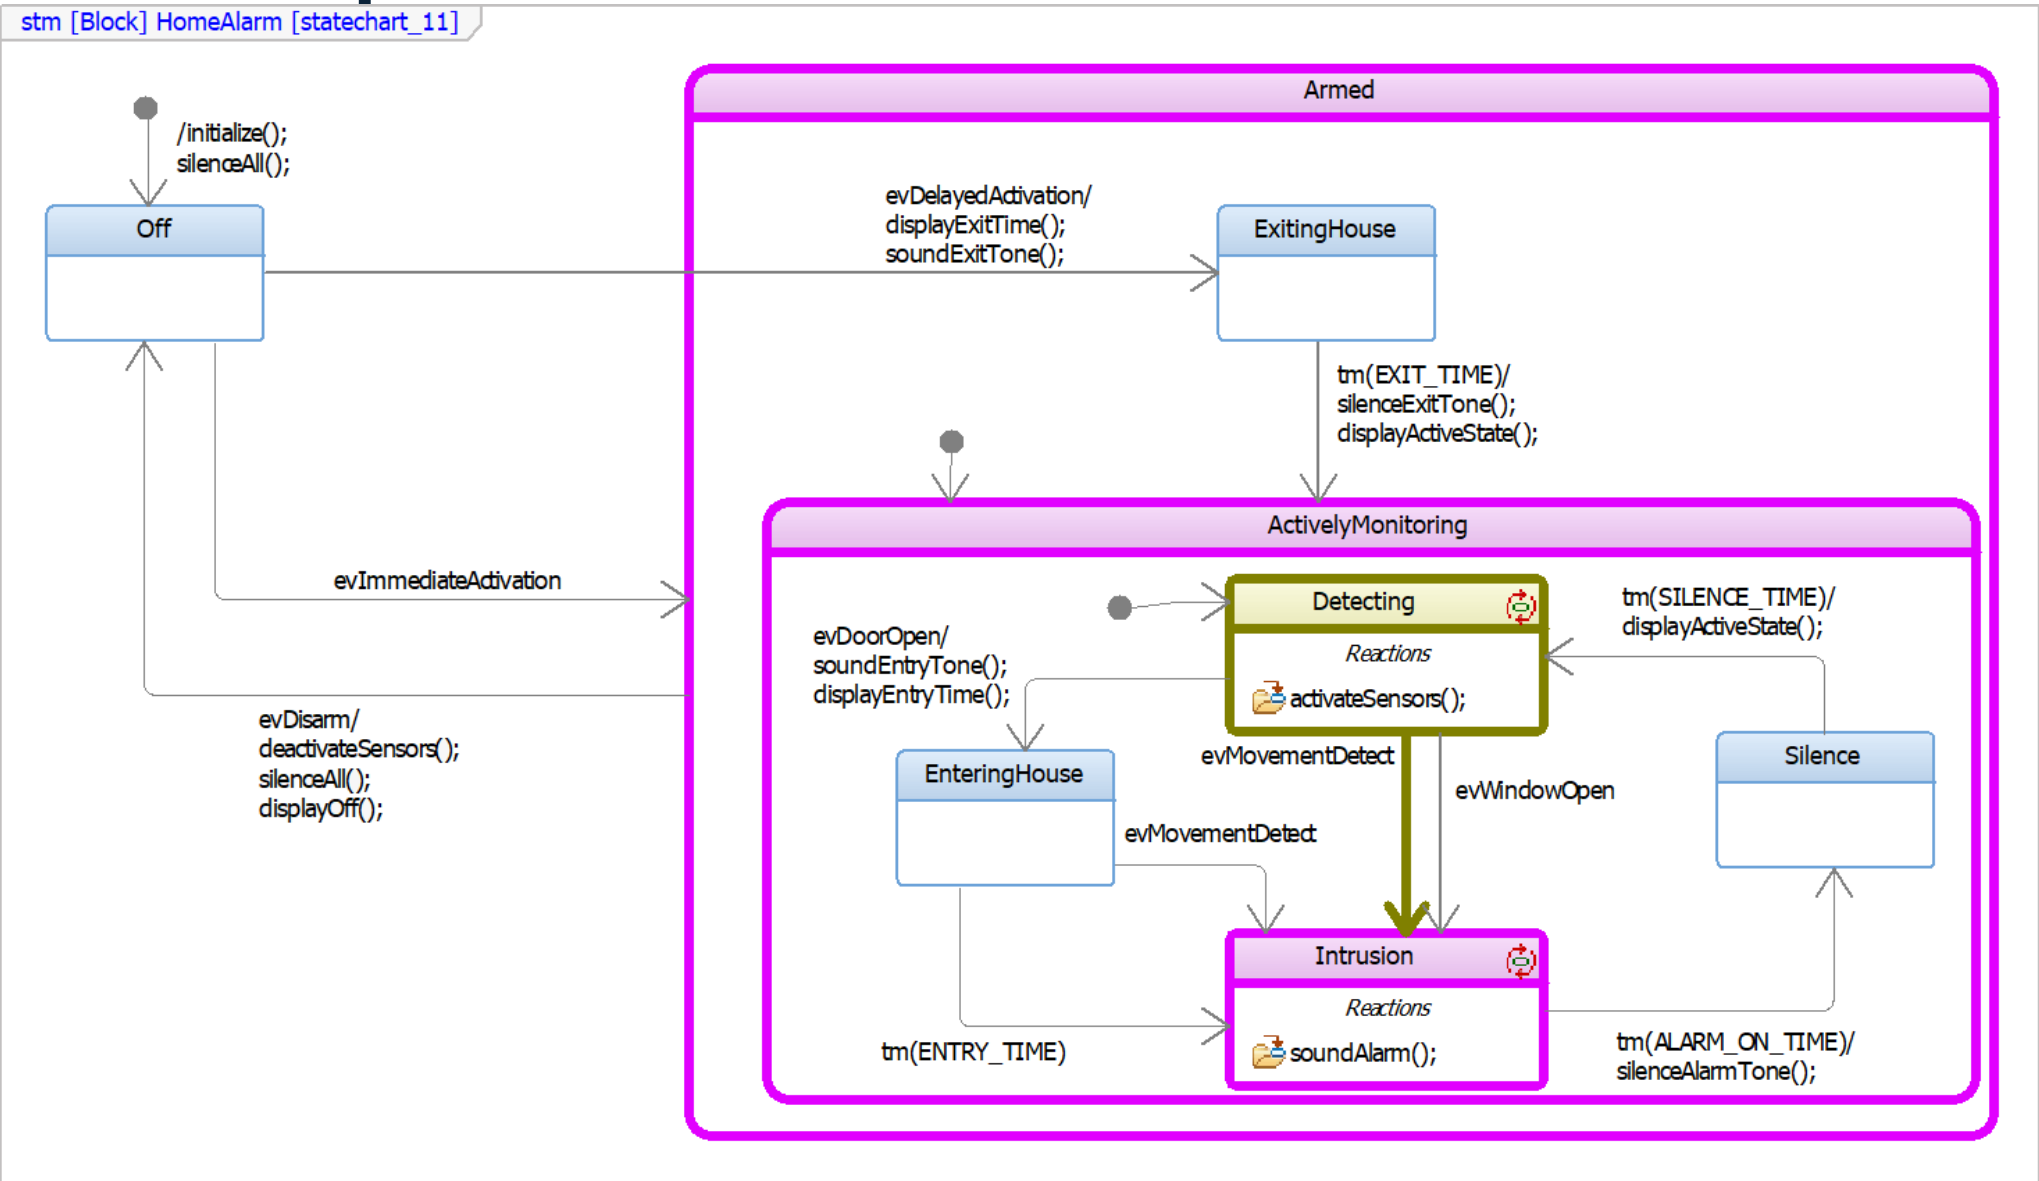 stm [Block] HomeAlarm [statechart_11]
Armed
/initialize();
silenceAll();
Off
evDelayedActivation/
displayExitTime();
soundExitTone();
ExitingHouse
tm(EXIT_TIME)/
silenceExitTone();
displayActiveState();
ActivelyMonitoring
evImmediateActivation
Detecting
Reactions
activateSensors();
tm(SILENCE_TIME)/
displayActiveState();
evDoorOpen/
soundEntryTone();
displayEntryTime();
evDisarm/
deactivateSensors();
silenceAll();
displayOff();
EnteringHouse
evMovementDetect
evWindowOpen
Silence
evMovementDetect
Intrusion
Reactions
soundAlarm();
tm(ENTRY_TIME)
tm(ALARM_ON_TIME)/
silenceAlarmTone();